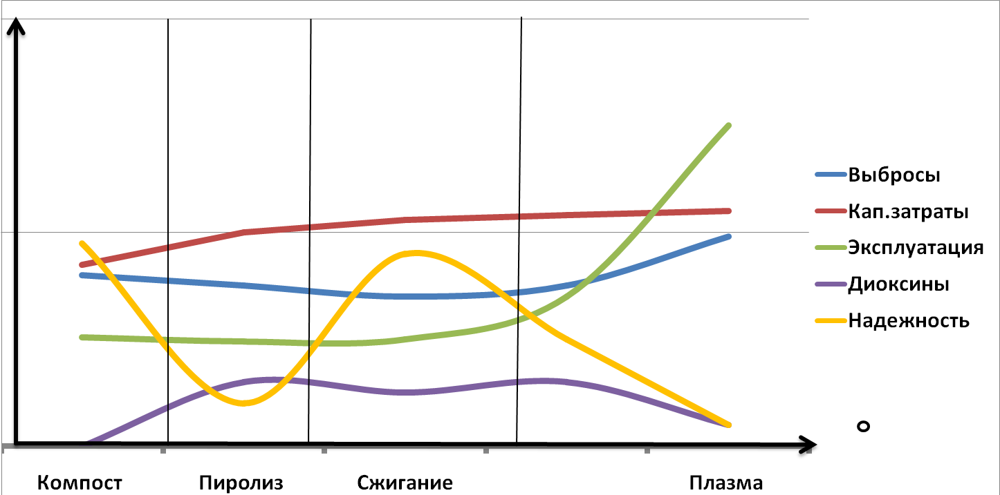 Выбросы
Кап.затраты
Эксплуатация
Диоксины
Надежность
о
Компост Пиролиз Сжигание Плазма